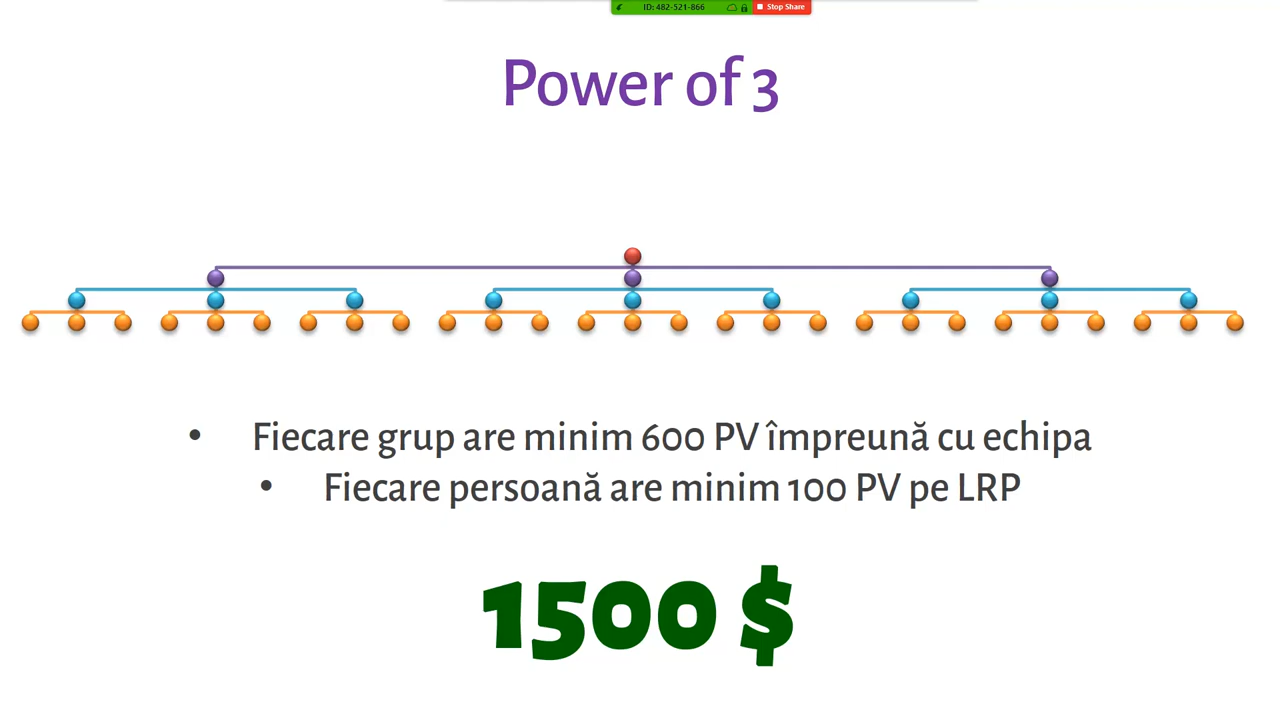 ID: 482-521-866 Stop Share
Power of 3
• Fiecare grup are minim 600 PV împreună cu echipa
• Fiecare persoană are minim 100 PV pe LRP
1500 $